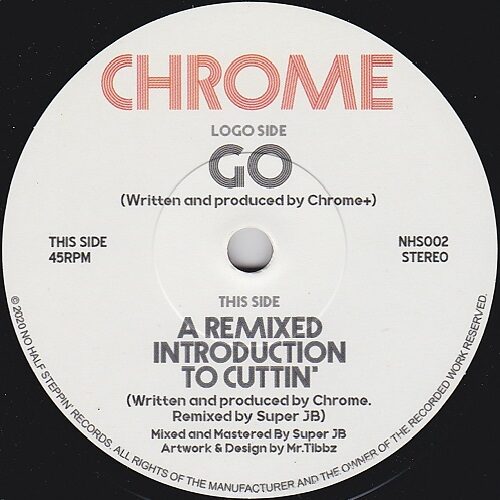 CHROME
LOGO SIDE
GO
(Written and produced by Chrome+)
THIS SIDE
45RPM
NHS002
STEREO
THIS SIDE
A REMIXED
INTRODUCTION
TO CUTTIN'
(Written and produced by Chrome.
Remixed by Super JB)
Mixed and Mastered By Super JB
Artwork & Design by Mr.Tibbz
© 2020 NO HALF STEPPIN' RECORDS. ALL RIGHTS OF THE MANUFACTURER AND THE OWNER OF THE RECORDED WORK RESERVED.